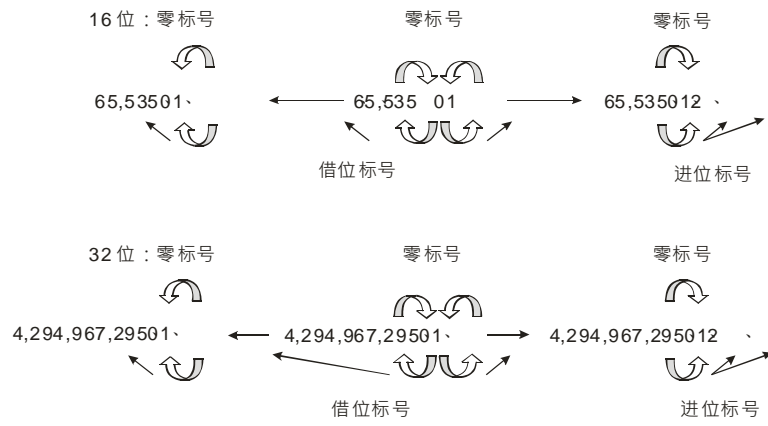 16位：零标号 零标号 零标号
65,53501、 65,535 01 65,535012 、
借位标号 进位标号
32位：零标号 零标号 零标号
4,294,967,29501、 4,294,967,29501、 4,294,967,295012 、
借位标号 进位标号